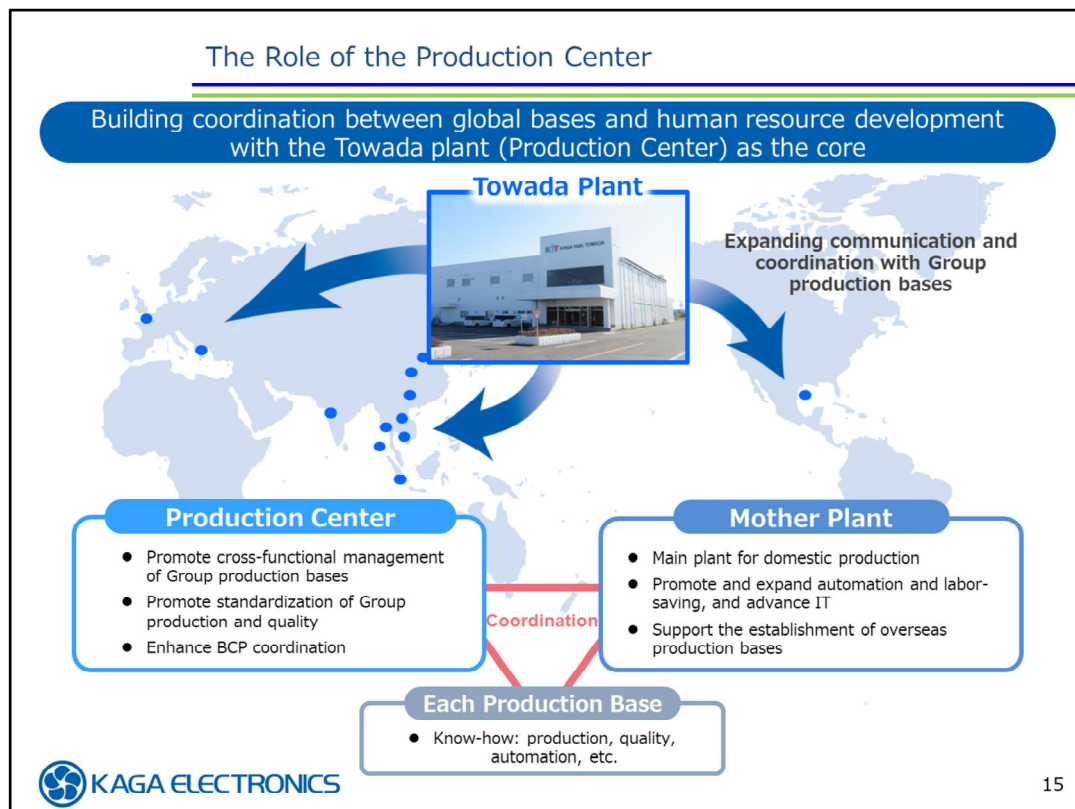 The Role of the Production Center
Building coordination between global bases and human resource development
with the Towada plant (Production Center) as the core
Towada Plant
KAGA EMS TOWADA
Expanding communication and
coordination with Group
production bases
Production Center
● Promote cross-functional management
of Group production bases
● Promote standardization of Group
production and quality
● Enhance BCP coordination
Mother Plant
● Main plant for domestic production
● Promote and expand automation and labor-
saving, and advance IT
● Support the establishment of overseas
production bases
Coordination
Each Production Base
● Know-how: production, quality,
automation, etc.
KAGA ELECTRONICS
15